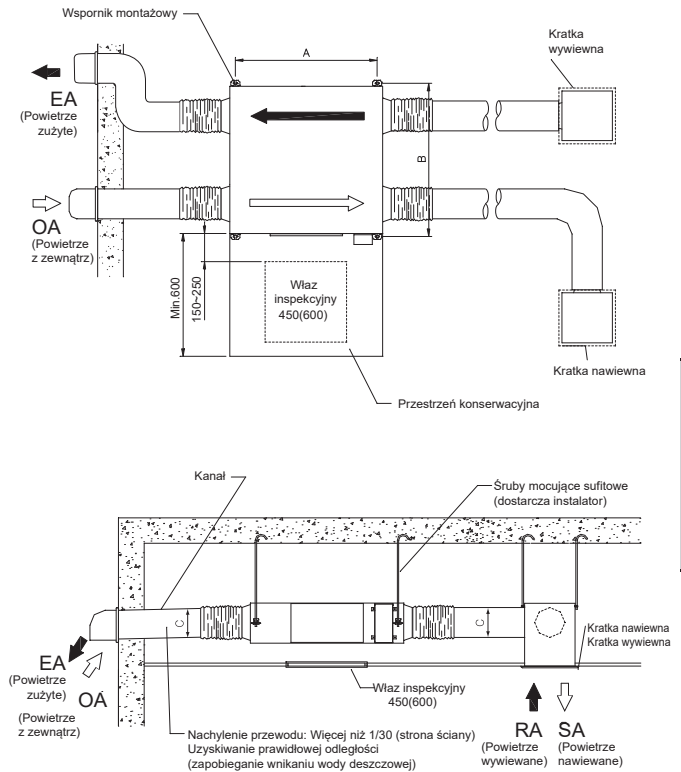 Wspornik montażowy
A
Kratka
wywiewna
EA
(Powietrze
zużyte)
B
OA
(Powietrze
z zewnątrz)
Min.600
150~250
Właz
inspekcyjny
450(600)
Kratka nawiewna
Przestrzeń konserwacyjna
Kanał
Śruby mocujące sufitowe
(dostarcza instalator)
C
C
Kratka nawiewna
Kratka wywiewna
EA
(Powietrze
zużyte)
OA
(Powietrze
z zewnątrz)
Właz inspekcyjny
450(600)
RA
(Powietrze
wywiewane)
SA
(Powietrze
nawiewane)
Nachylenie przewodu: Więcej niż 1/30 (strona ściany)
Uzyskiwanie prawidłowej odległości
(zapobieganie wnikaniu wody deszczowej)